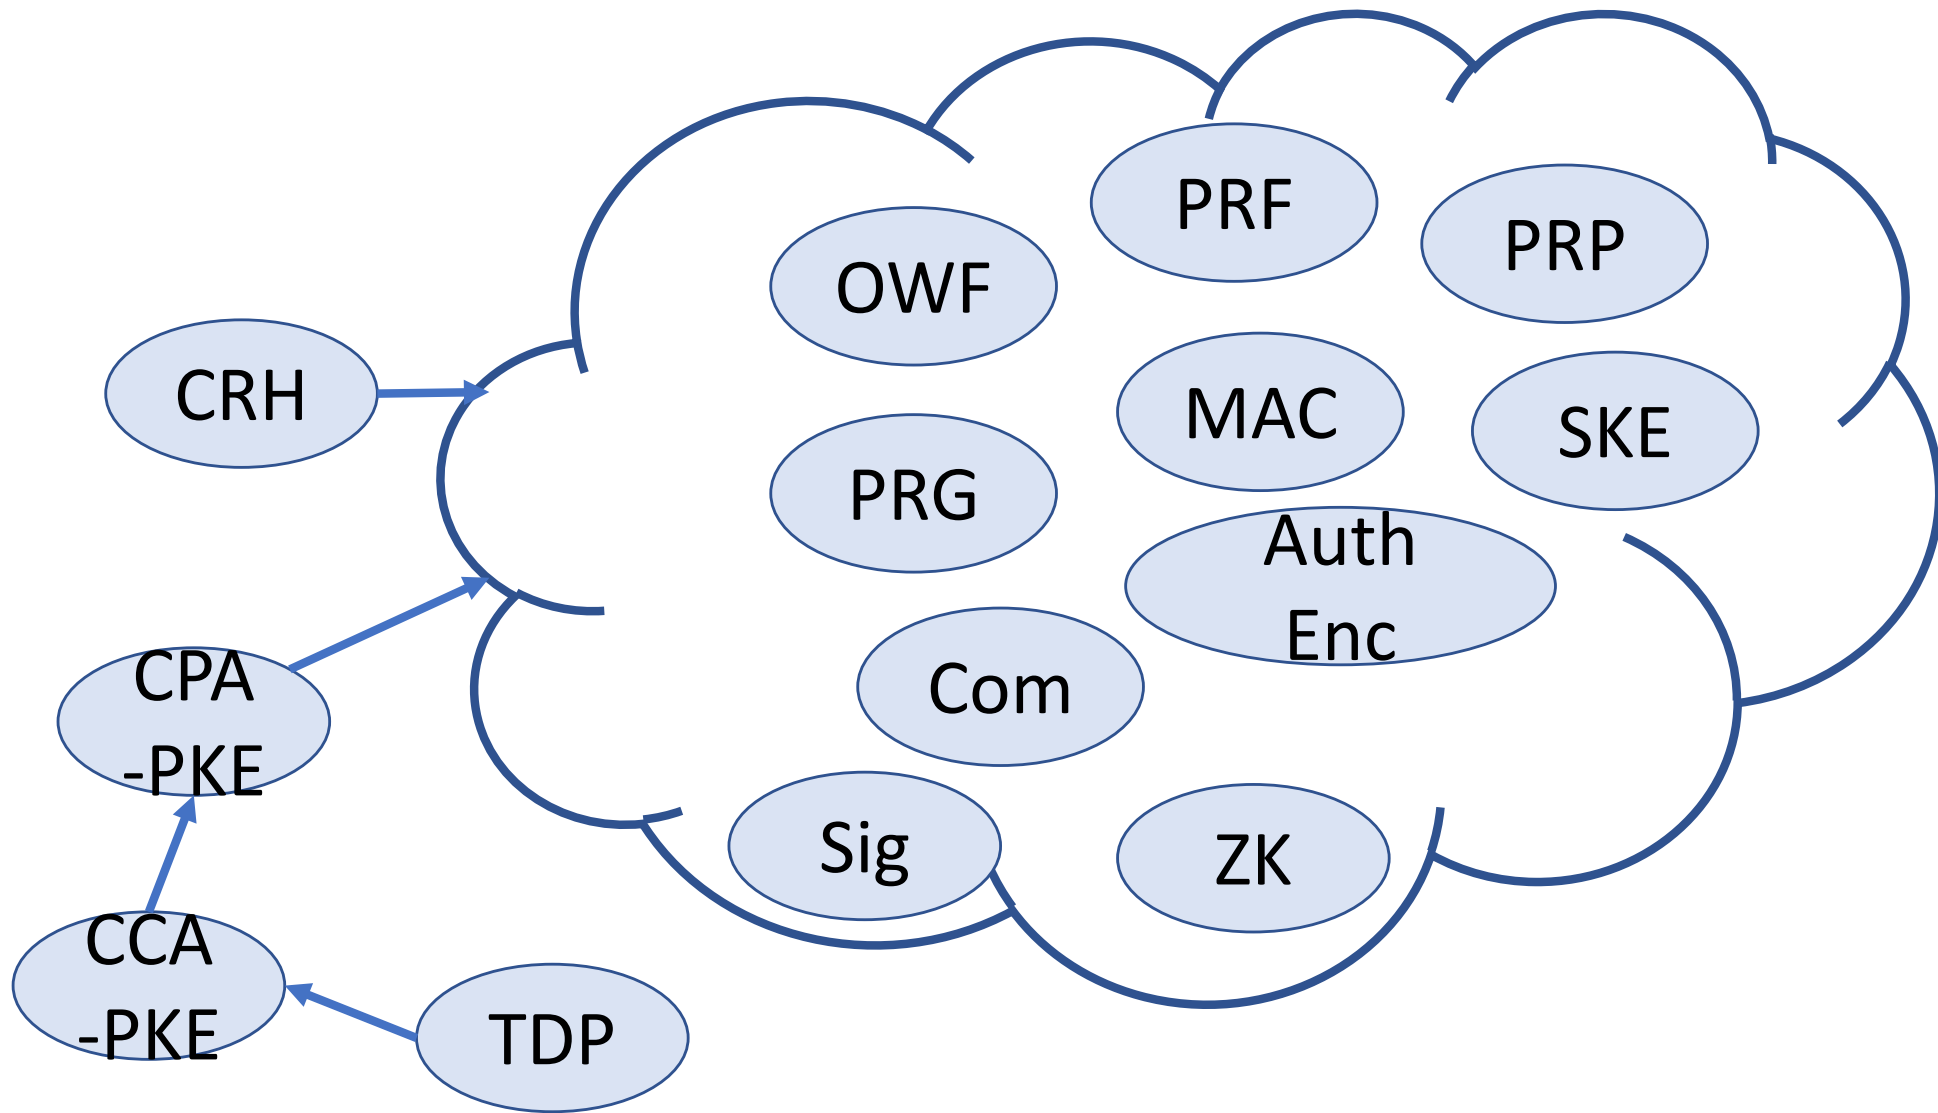 PRF
PRP
OWF
CRH
MAC
SKE
PRG
Auth
Enc
Com
CPA
-PKE
Sig
ZK
CCA
-PKE
TDP